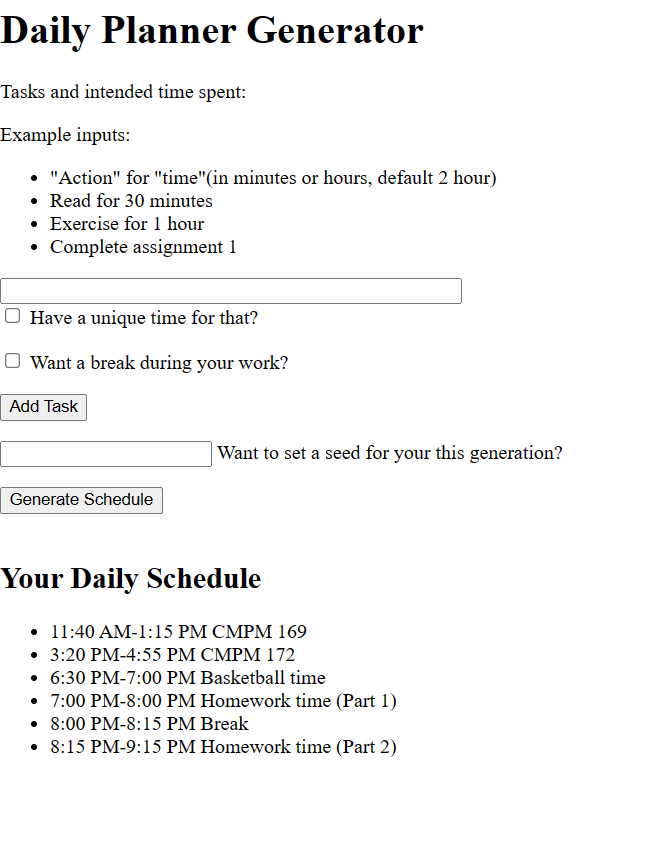 Daily Planner Generator
Tasks and intended time spent:
Example inputs:
"Action" for "time"(in minutes or hours, default 2 hour)
Read for 30 minutes
Exercise for 1 hour
Complete assignment 1
Have a unique time for that?
Want a break during your work?
Add Task
Want to set a seed for your this generation?
Generate Schedule
Your Daily Schedule
11:40 AM-1:15 PM CMPM 169
3:20 PM-4:55 PM CMPM 172
6:30 PM-7:00 PM Basketball time
7:00 PM-8:00 PM Homework time (Part 1)
8:00 PM-8:15 PM Break
8:15 PM-9:15 PM Homework time (Part 2)